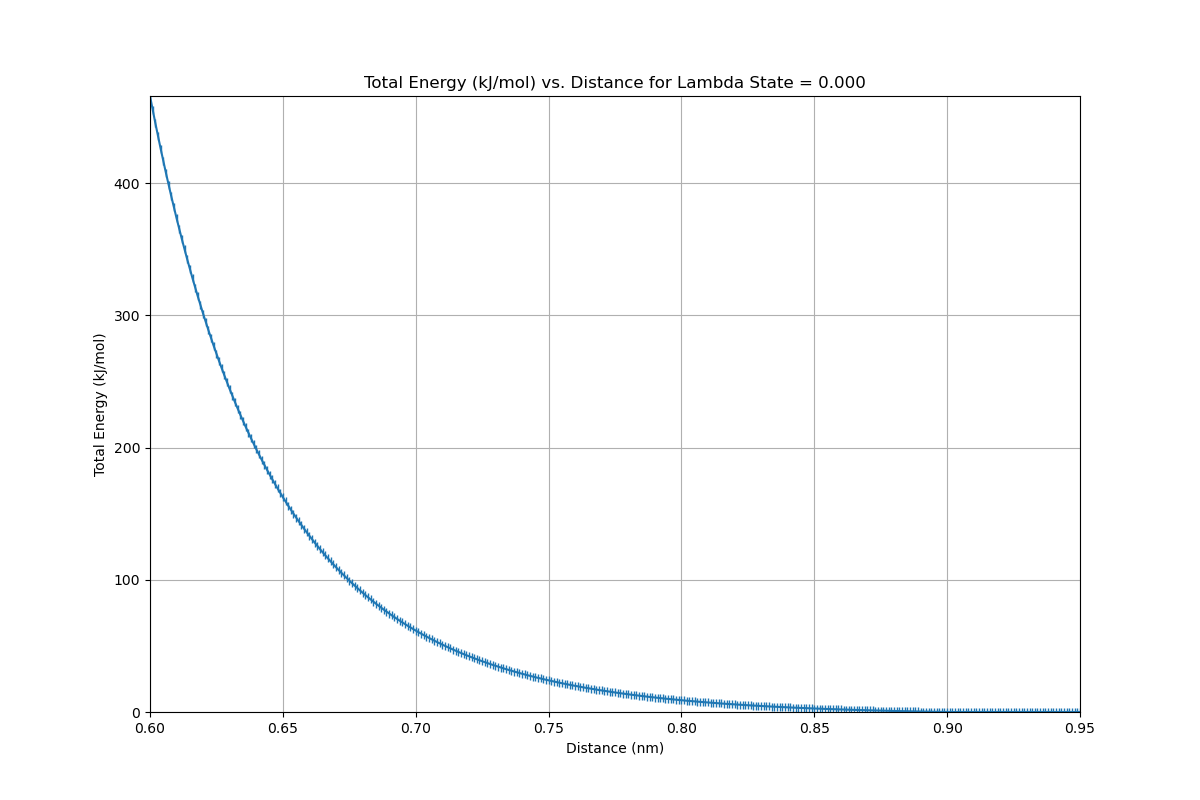 Total Energy (kJ/mol) vs. Distance for Lambda State = 0.000
400
300
200
100
0
Total Energy (kJ/mol)
0.60 0.65 0.70 0.75 0.80 0.85 0.90 0.95
Distance (nm)